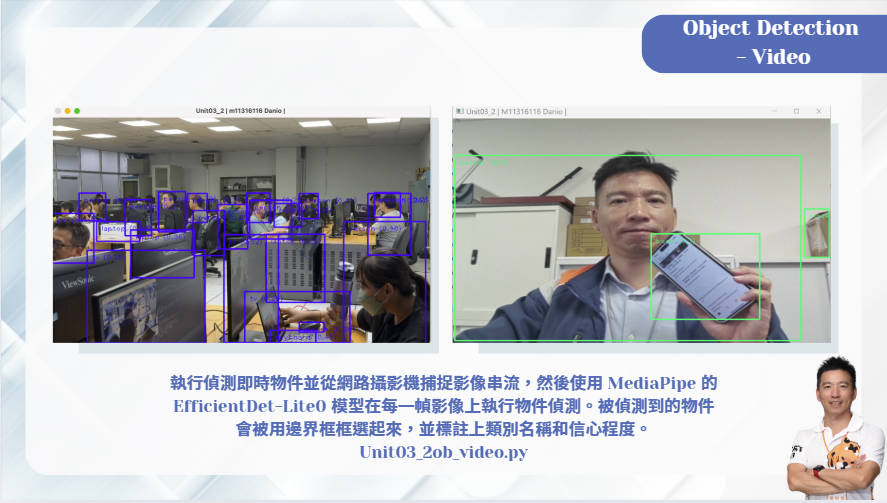 Object Detection
- Video
Unit03_2 | m11316116 Danio |
Unit03_2 | M11316116 Danio |
ViewSonic
執行偵測即時物件並從網路攝影機捕捉影像串流，然後使用 MediaPipe 的
EfficientDet-Lite0 模型在每一幀影像上執行物件偵測。被偵測到的物件
會被用邊界框框選起來，並標註上類別名稱和信心程度。
Unit03_2ob_video.py